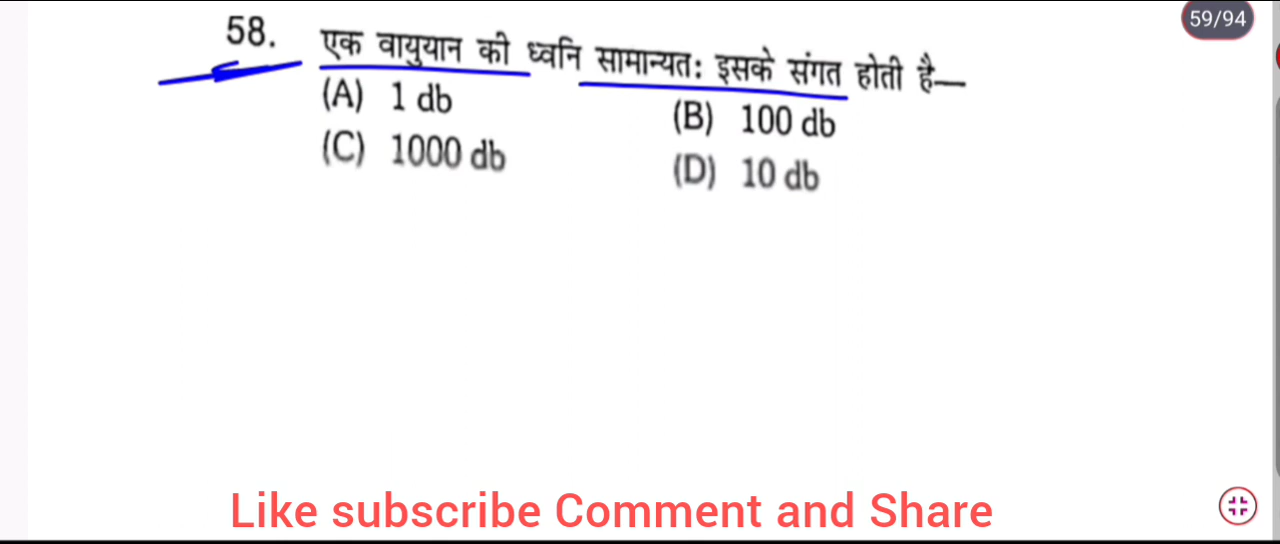 59/94
58. एक वायुयान की ध्वनि सामान्यतः इसके संगत होती है—
(A) 1 db (B) 100 db
(C) 1000 db (D) 10 db
Like subscribe Comment and Share